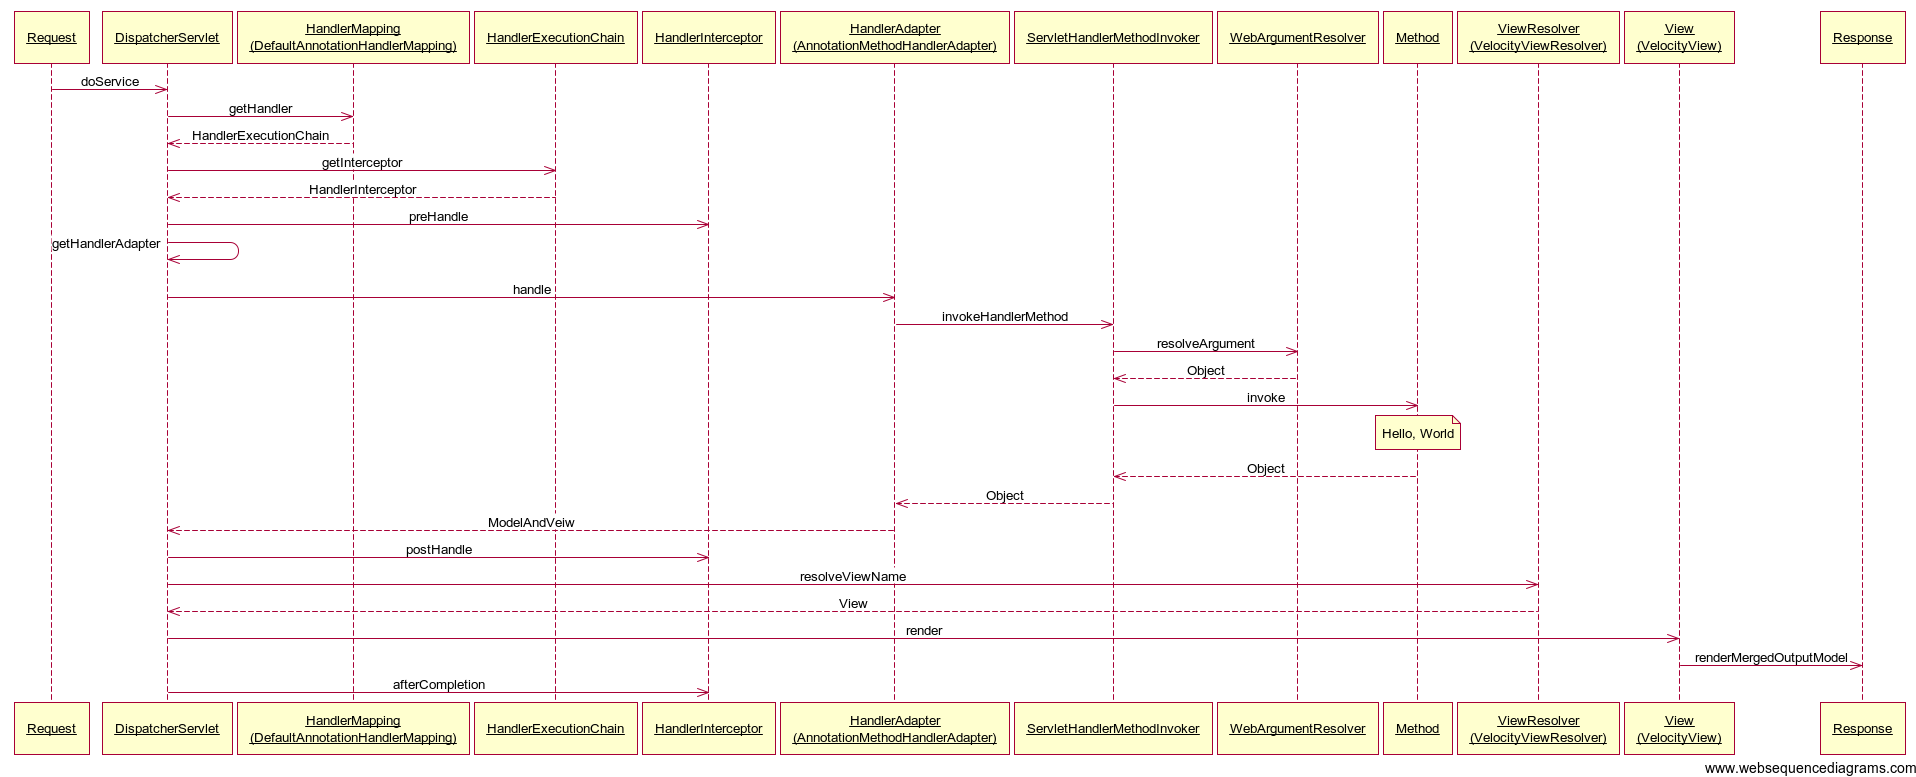 Request
DispatcherServlet
HandlerMapping
(DefaultAnnotationHandlerMapping)
HandlerExecutionChain
HandlerInterceptor
HandlerAdapter
(AnnotationMethodHandlerAdapter)
ServletHandlerMethodInvoker
WebArgumentResolver
Method
ViewResolver
(VelocityViewResolver)
View
(VelocityView)
Response
doService
getHandler
HandlerExecutionChain
getInterceptor
HandlerInterceptor
preHandle
getHandlerAdapter
handle
invokeHandlerMethod
resolveArgument
Object
invoke
Hello, World
Object
Object
ModelAndVeiw
postHandle
resolveViewName
View
render
renderMergedOutputModel
afterCompletion
Request
DispatcherServlet
HandlerMapping
(DefaultAnnotationHandlerMapping)
HandlerExecutionChain
HandlerInterceptor
HandlerAdapter
(AnnotationMethodHandlerAdapter)
ServletHandlerMethodInvoker
WebArgumentResolver
Method
ViewResolver
(VelocityViewResolver)
View
(VelocityView)
Response
www.websequencediagrams.com